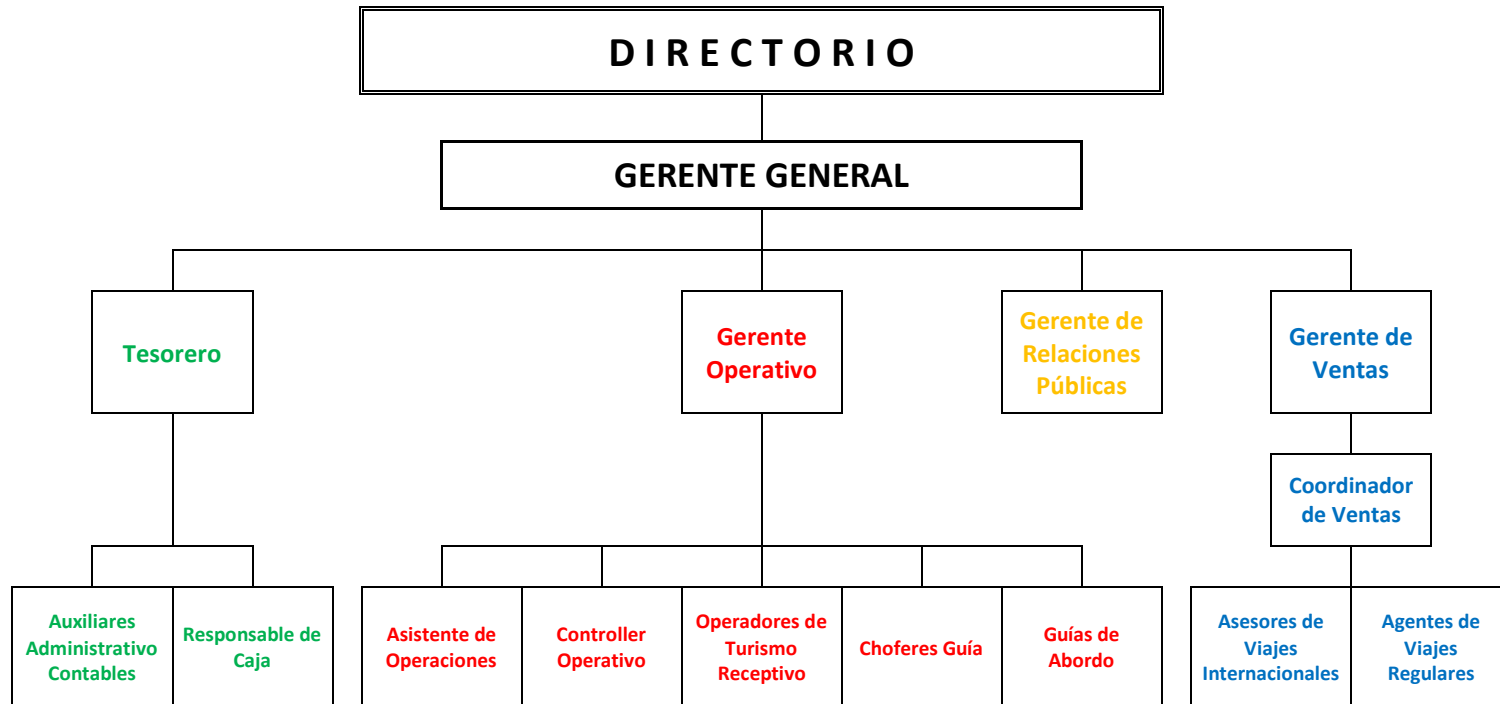 DIRECTORIO
GERENTE GENERAL
Tesorero
Gerente
Operativo
Gerente de
Relaciones
Públicas
Gerente de
Ventas
Coordinador
de Ventas
Auxiliares
Administrativo
Contables
Responsable de
Caja
Asistente de
Operaciones
Controller
Operativo
Operadores de
Turismo
Receptivo
Choferes Guía
Guías de
Abordo
Asesores de
Viajes
Internacionales
Agentes de
Viajes
Regulares